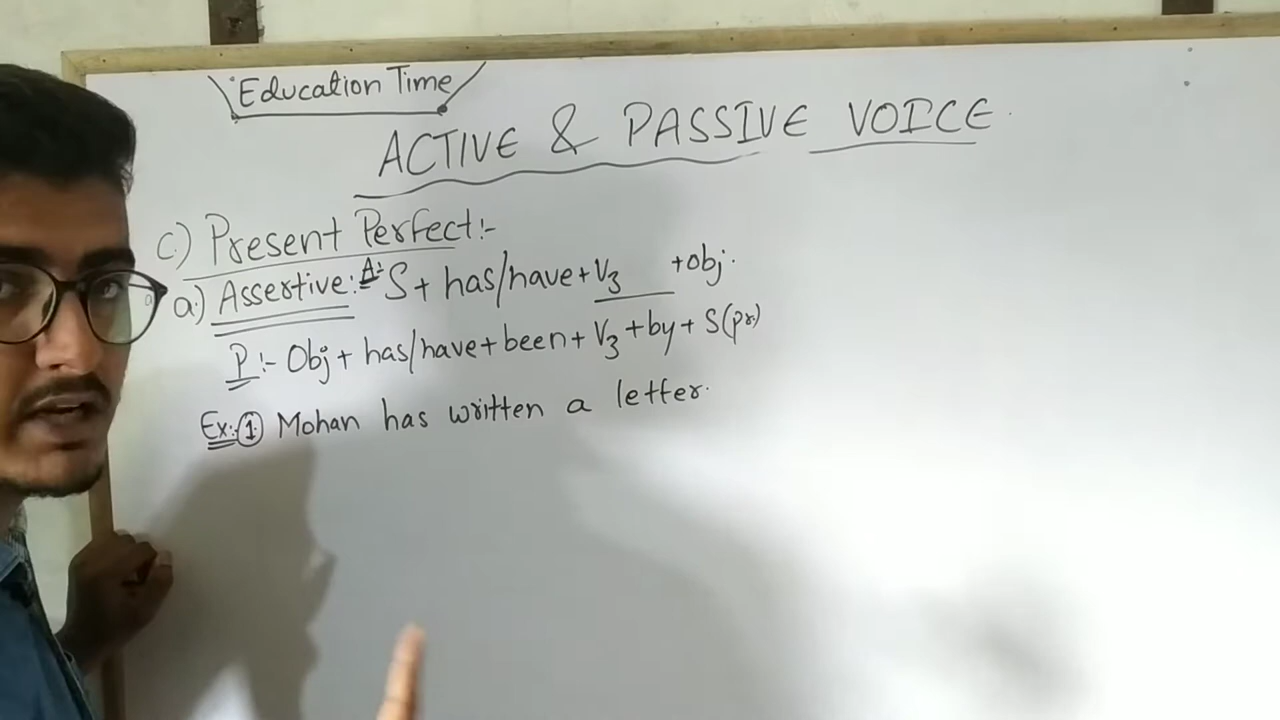 Education Time
ACTIVE & PASSIVE VOICE.
c) Present Perfect:-
a) Assertive: A:- S + has/have + V3 + obj.
P:- Obj + has/have + been + V3 + by + S(pr.)
Ex:- ① Mohan has written a letter.